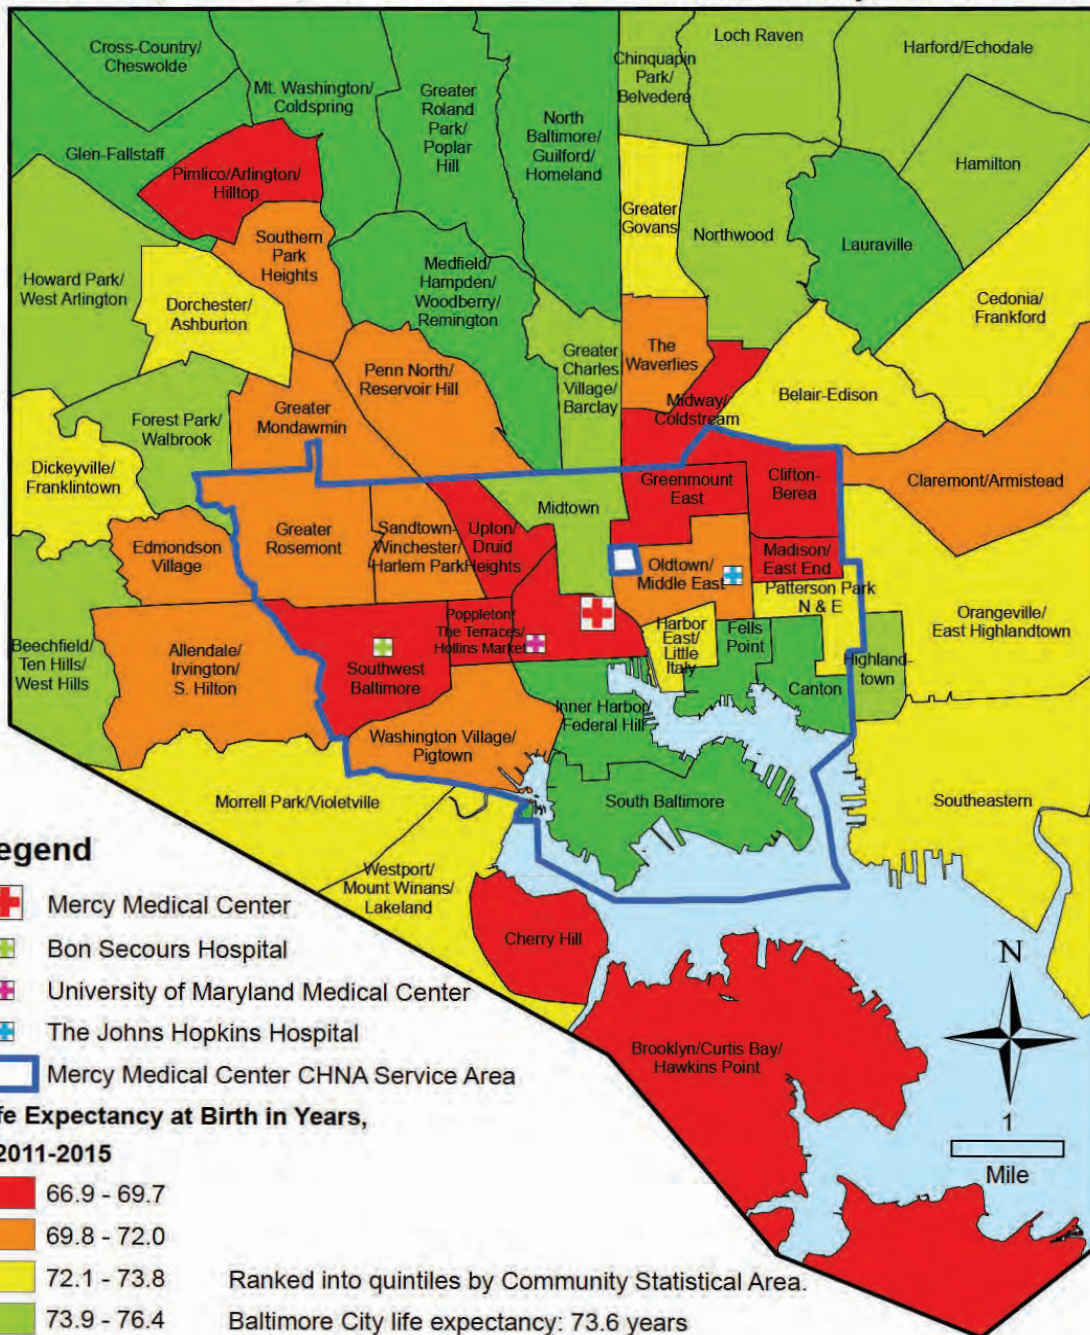 Cross-Country/
Cheswolde
Mt. Washington/
Coldspring
Greater
Roland
Park/
Poplar
Hill
North
Baltimore/
Guilford/
Homeland
Chinquapin
Park/
Belvedere
Loch Raven
Harford/Echodale
Glen-Fallstaff
Pimlico/Arlington/
Hilltop
Hamilton
Greater
Govans
Northwood
Lauraville
Southern
Park
Heights
Howard Park/
West Arlington
Medfield/
Hampden/
Woodberry/
Remington
Dorchester/
Ashburton
Cedonia/
Frankford
Greater
Charles
Village/
Barclay
The
Waverlies
Penn North/
Reservoir Hill
Belair-Edison
Midway/
Coldstream
Greater
Mondawmin
Forest Park/
Walbrook
Dickeyville/
Franklintown
Claremont/Armistead
Greenmount
East
Clifton-
Berea
Midtown
Greater
Rosemont
Sandtown-
Winchester/
Harlem Park
Upton/
Druid
Heights
Edmondson
Village
Oldtown/
Middle East
Madison/
East End
Patterson Park
N & E
Orangeville/
East Highlandtown
Poppleton/
The Terraces/
Hollins Market
Harbor
East/
Little
Italy
Fells
Point
Beechfield/
Ten Hills/
West Hills
Allendale/
Irvington/
S. Hilton
Southwest
Baltimore
Highland-
town
Canton
Inner Harbor/
Federal Hill
Washington Village/
Pigtown
Morrell Park/Violetville
South Baltimore
Southeastern
Westport/
Mount Winans/
Lakeland
Cherry Hill
Brooklyn/Curtis Bay/
Hawkins Point
N
1
Mile
egend
Mercy Medical Center
Bon Secours Hospital
University of Maryland Medical Center
The Johns Hopkins Hospital
Mercy Medical Center CHNA Service Area
fe Expectancy at Birth in Years,
2011-2015
66.9 - 69.7
69.8 - 72.0
72.1 - 73.8
Ranked into quintiles by Community Statistical Area.
73.9 - 76.4
Baltimore City life expectancy: 73.6 years